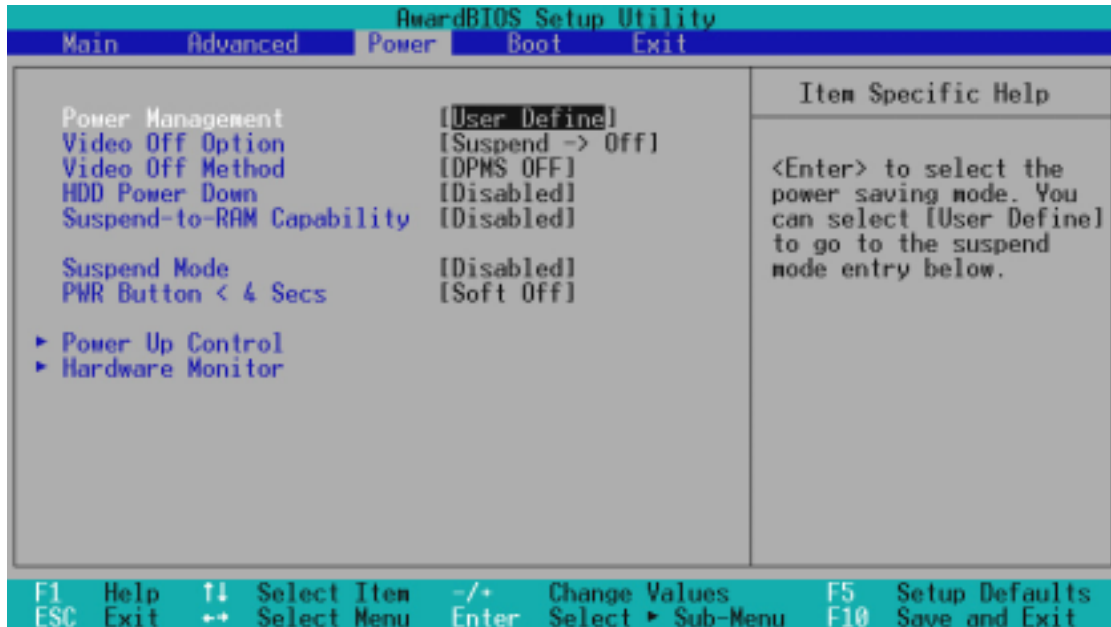 AwardBIOS Setup Utility
Main Advanced Power Boot Exit
Power Management [User Define]
Video Off Option [Suspend -> Off]
Video Off Method [DPMS OFF]
HDD Power Down [Disabled]
Suspend-to-RAM Capability [Disabled]
Suspend Mode [Disabled]
PWR Button < 4 Secs [Soft Off]
► Power Up Control
► Hardware Monitor
Item Specific Help
<Enter> to select the
power saving mode. You
can select [User Define]
to go to the suspend
mode entry below.
F1 Help ↑↓ Select Item -/+ Change Values F5 Setup Defaults
ESC Exit ←→ Select Menu Enter Select ► Sub-Menu F10 Save and Exit